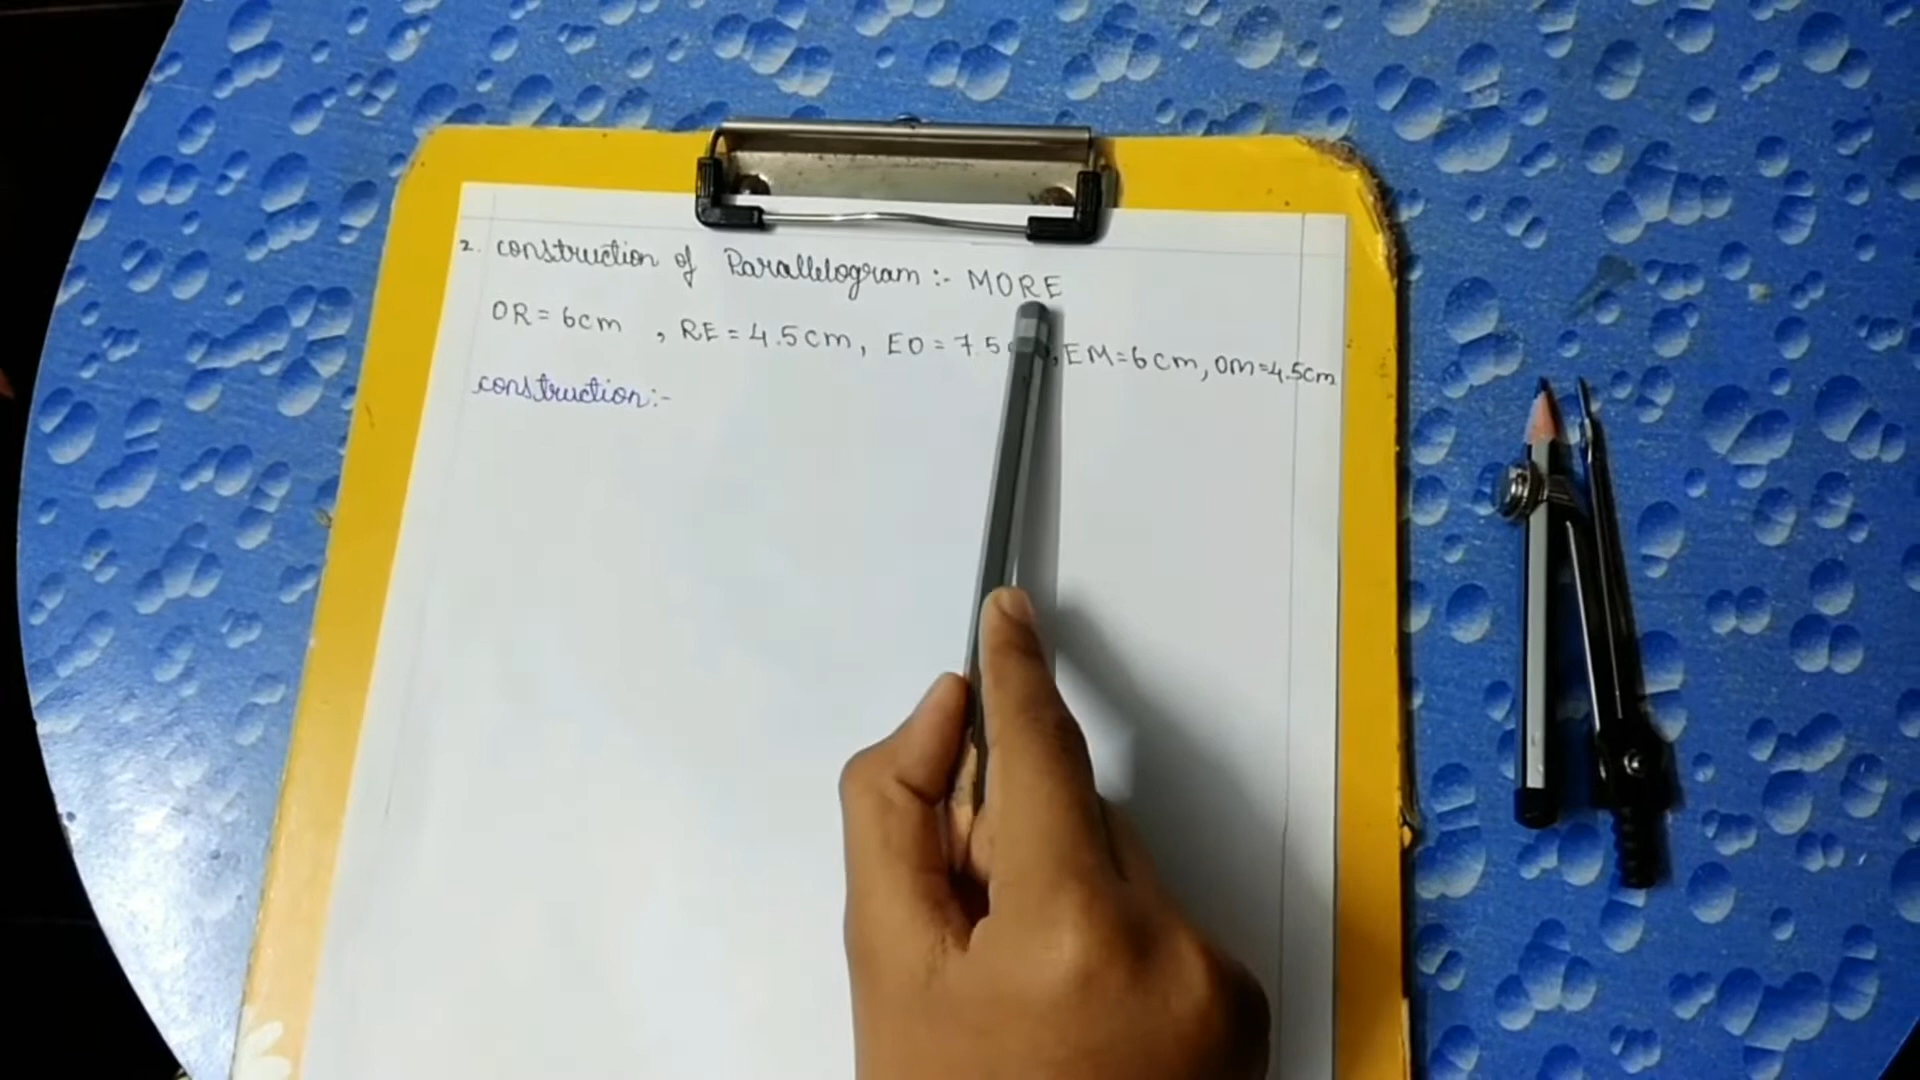 2. construction of Parallelogram :- MORE
OR = 6cm , RE = 4.5cm, EO = 7.5 , EM = 6cm, OM = 4.5cm
construction:-